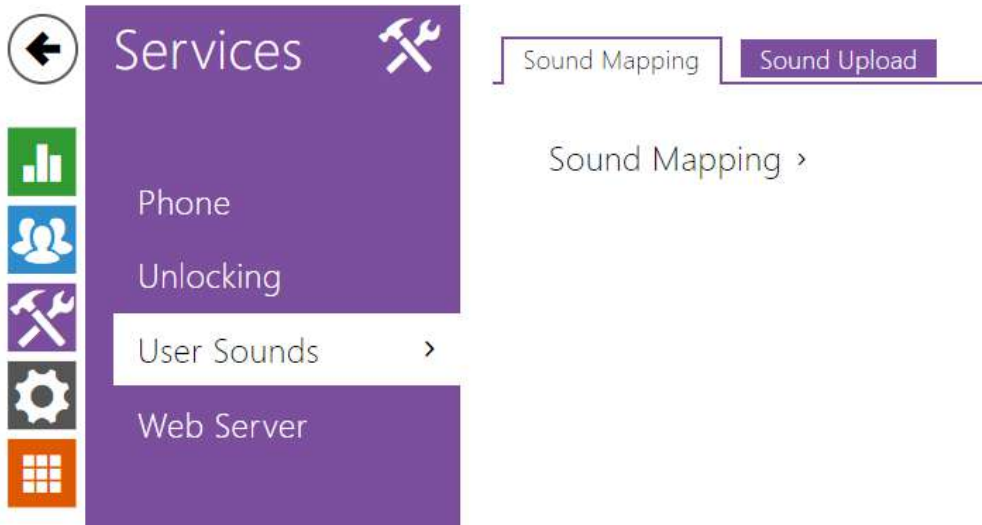 Services
Phone
Unlocking
User Sounds
Web Server
Sound Mapping
Sound Upload
Sound Mapping